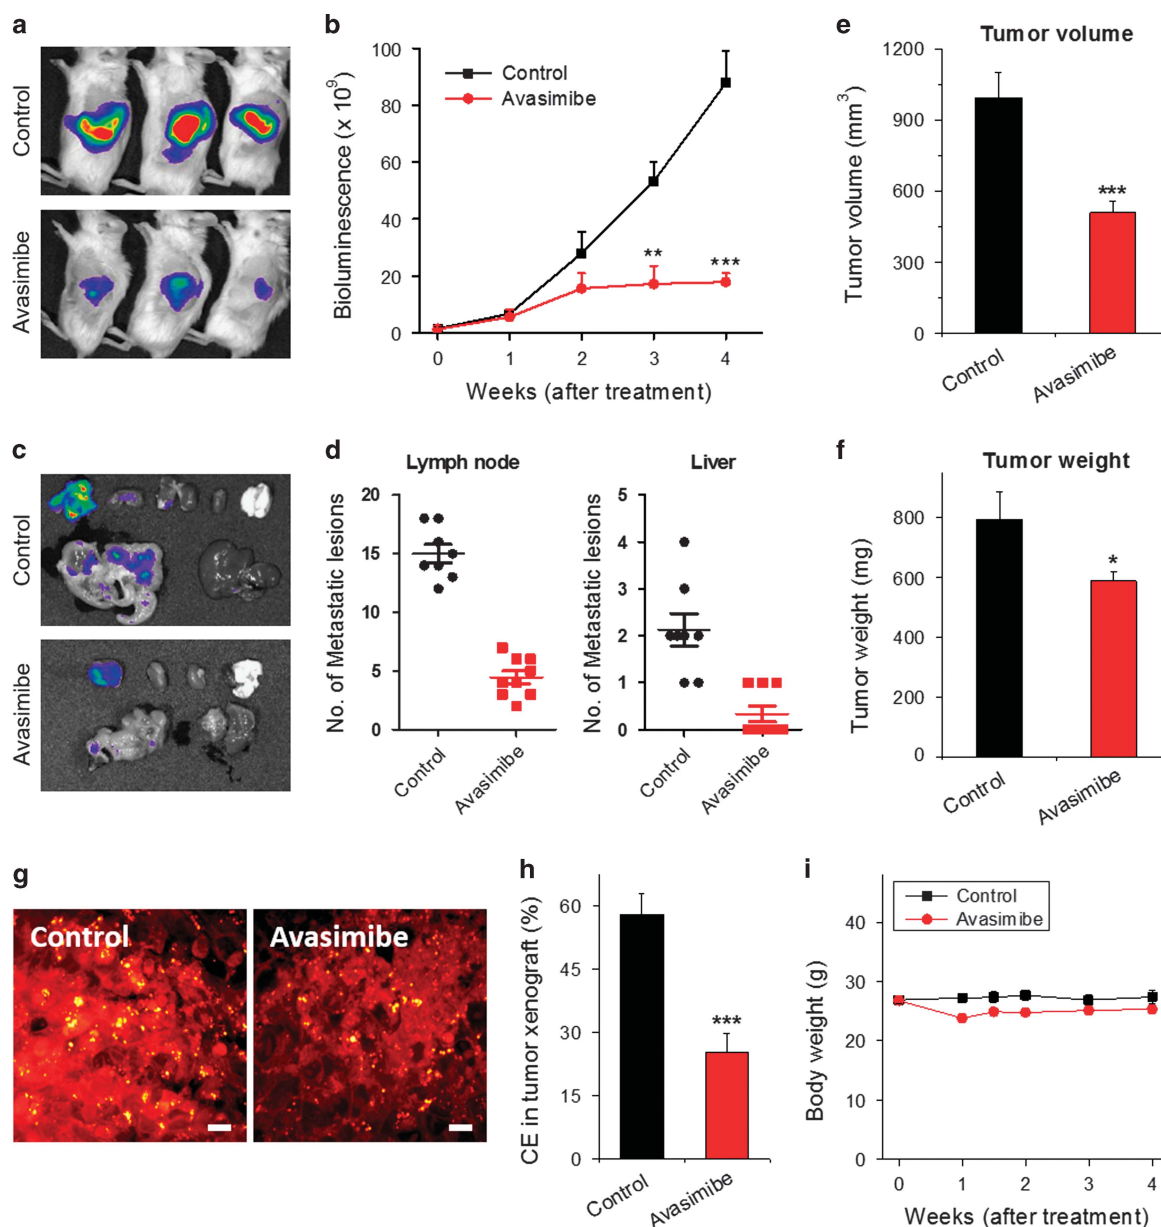 a
Control
Avasimibe
b
Bioluminescence (x 10⁹)
100
80
60
40
20
0
Control
Avasimibe
**
***
0 1 2 3 4
Weeks (after treatment)
e
Tumor volume
Tumor volume (mm³)
1200
1000
600
300
0
***
Control
Avasimibe
c
Control
Avasimibe
d
Lymph node
No. of Metastatic lesions
20
15
10
5
0
Control
Avasimibe
Liver
No. of Metastatic lesions
5
4
3
2
1
0
Control
Avasimibe
f
Tumor weight
Tumor weight (mg)
800
600
400
200
0
*
Control
Avasimibe
g
Control
Avasimibe
h
CE in tumor xenograft (%)
60
45
30
15
0
***
Control
Avasimibe
i
Body weight (g)
40
30
20
10
0
Control
Avasimibe
0 1 2 3 4
Weeks (after treatment)